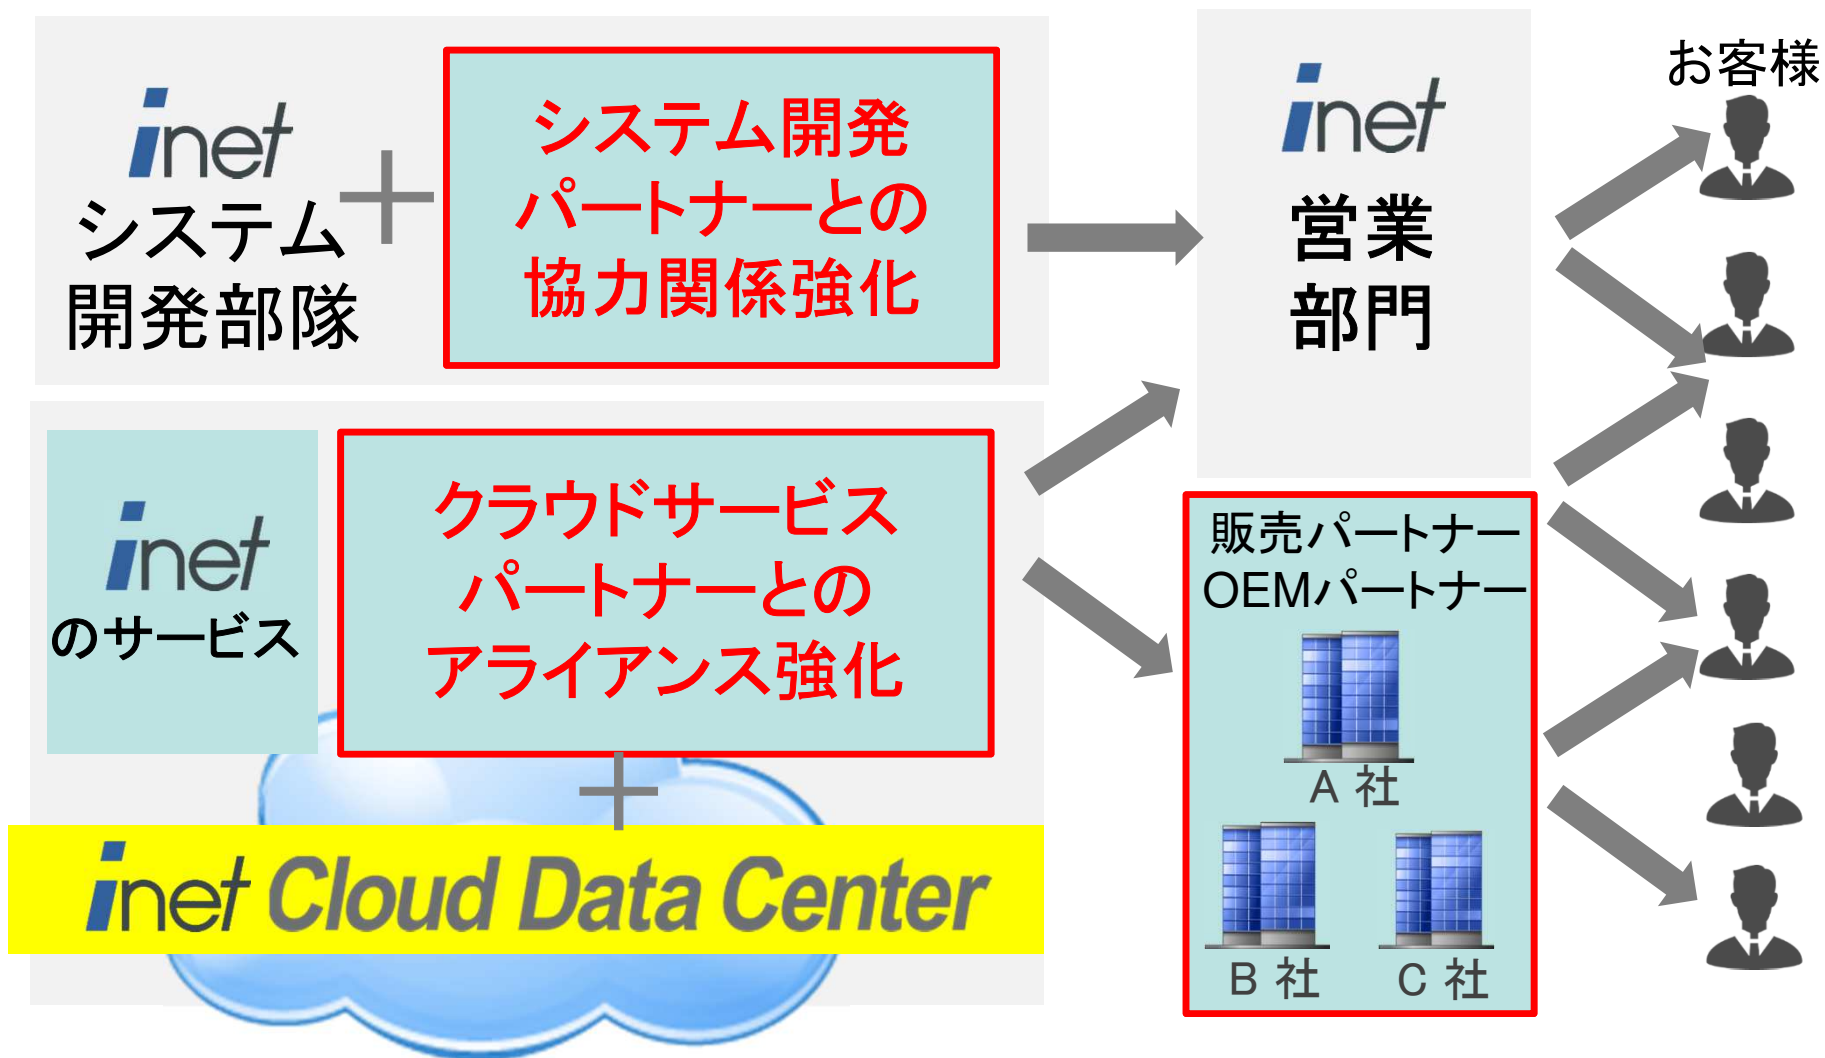 inet
システム
開発部隊
システム開発
パートナーとの
協力関係強化
inet
のサービス
クラウドサービス
パートナーとの
アライアンス強化
inet Cloud Data Center
inet
営業
部門
販売パートナー
OEMパートナー
A 社
B 社
C 社
お客様